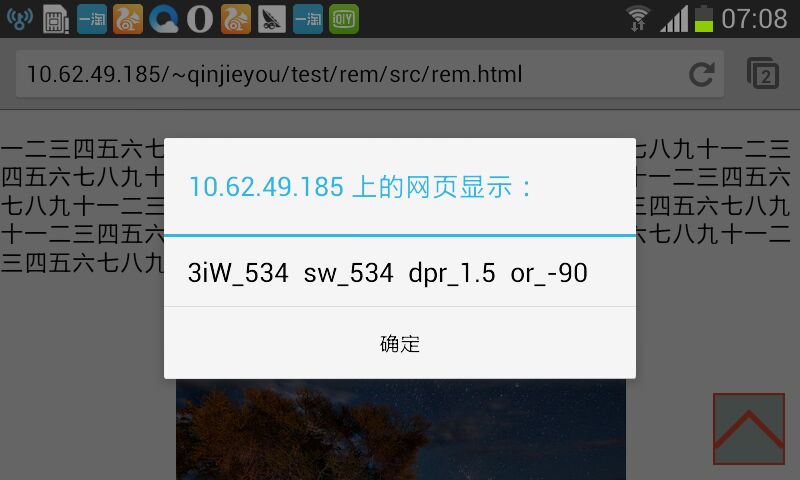 一淘 一淘 QIY 07:08
10.62.49.185/~qinjieyou/test/rem/src/rem.html 2
一二三四五六七 七八九十一二三
四五六七八九十 十一二三四五六
七八九十一二三 三四五六七八九
十一二三四五六 六七八九十一二
三四五六七八九
10.62.49.185 上的网页显示：
3iW_534 sw_534 dpr_1.5 or_-90
确定